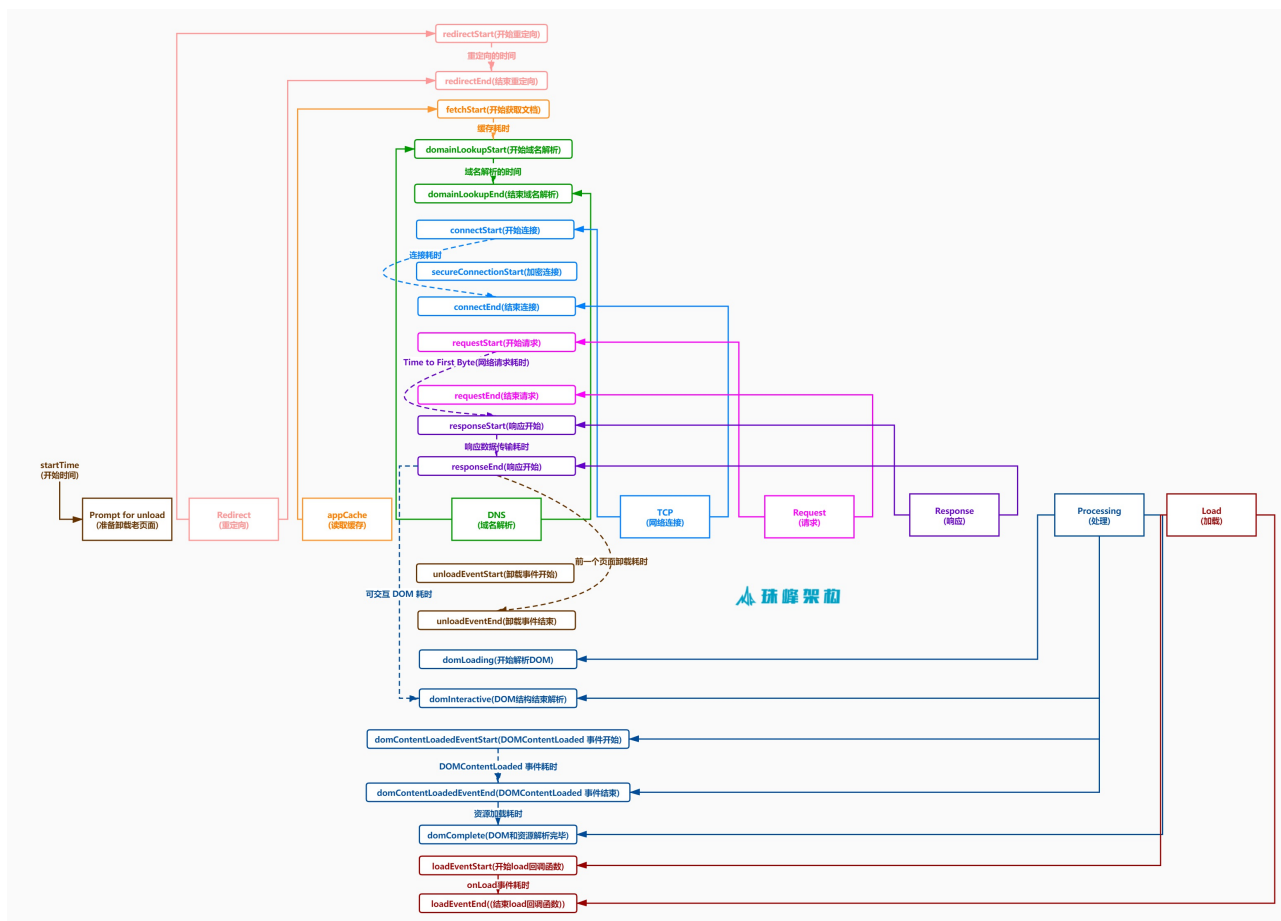 redirectStart(开始重定向)
重定向的时间
redirectEnd(结束重定向)
fetchStart(开始获取文档)
缓存耗时
domainLookupStart(开始域名解析)
域名解析的时间
domainLookupEnd(结束域名解析)
connectStart(开始连接)
连接耗时
secureConnectionStart(加密连接)
connectEnd(结束连接)
requestStart(开始请求)
Time to First Byte(网络请求耗时)
requestEnd(结束请求)
responseStart(响应开始)
响应数据传输耗时
responseEnd(响应开始)
startTime
(开始时间)
Prompt for unload
(准备卸载老页面)
Redirect
(重定向)
appCache
(读取缓存)
DNS
(域名解析)
TCP
(网络连接)
Request
(请求)
Response
(响应)
Processing
(处理)
Load
(加载)
前一个页面卸载耗时
unloadEventStart(卸载事件开始)
可交互 DOM 耗时
珠峰架构
unloadEventEnd(卸载事件结束)
domLoading(开始解析DOM)
domInteractive(DOM结构结束解析)
domContentLoadedEventStart(DOMContentLoaded 事件开始)
DOMContentLoaded 事件耗时
domContentLoadedEventEnd(DOMContentLoaded 事件结束)
资源加载耗时
domComplete(DOM和资源解析完毕)
loadEventStart(开始load回调函数)
onLoad事件耗时
loadEventEnd((结束load回调函数))